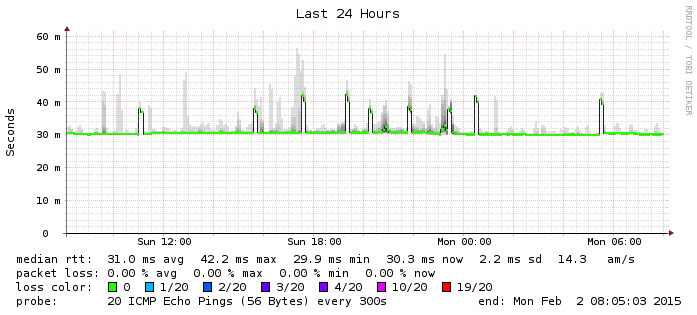 Last 24 Hours
RRDTOOL / TOBI OETIKER
Seconds
60 m
50 m
40 m
30 m
20 m
10 m
0
Sun 12:00 Sun 18:00 Mon 00:00 Mon 06:00
median rtt: 31.0 ms avg 42.2 ms max 29.9 ms min 30.3 ms now 2.2 ms sd 14.3 am/s
packet loss: 0.00 % avg 0.00 % max 0.00 % min 0.00 % now
loss color: 0 1/20 2/20 3/20 4/20 10/20 19/20
probe: 20 ICMP Echo Pings (56 Bytes) every 300s end: Mon Feb 2 08:05:03 2015